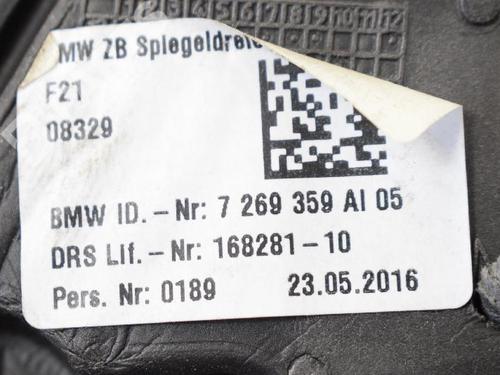 MW ZB Spiegeldreie
F21
08329
BMW ID. - Nr: 7 269 359 AI 05
DRS Lif. - Nr: 168281 - 10
Pers. Nr: 0189 23.05.2016